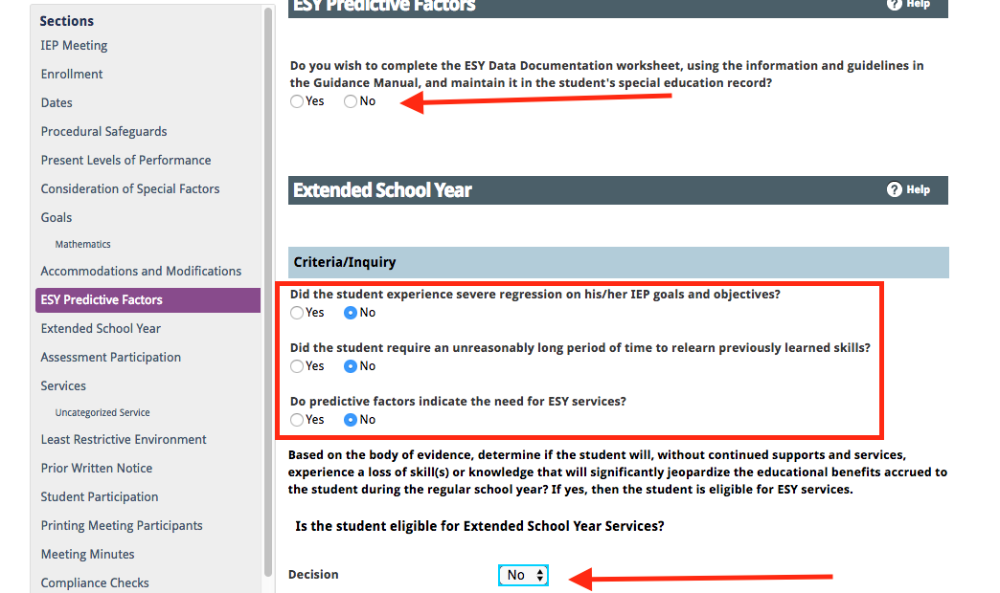 Sections
IEP Meeting
Enrollment
Dates
Procedural Safeguards
Present Levels of Performance
Consideration of Special Factors
Goals
Mathematics
Accommodations and Modifications
ESY Predictive Factors
Extended School Year
Assessment Participation
Services
Uncategorized Service
Least Restrictive Environment
Prior Written Notice
Student Participation
Printing Meeting Participants
Meeting Minutes
Compliance Checks
ESY Predictive Factors
? Help
Do you wish to complete the ESY Data Documentation worksheet, using the information and guidelines in
the Guidance Manual, and maintain it in the student's special education record?
Yes No
Extended School Year
? Help
Criteria/Inquiry
Did the student experience severe regression on his/her IEP goals and objectives?
Yes No
Did the student require an unreasonably long period of time to relearn previously learned skills?
Yes No
Do predictive factors indicate the need for ESY services?
Yes No
Based on the body of evidence, determine if the student will, without continued supports and services,
experience a loss of skill(s) or knowledge that will significantly jeopardize the educational benefits accrued to
the student during the regular school year? If yes, then the student is eligible for ESY services.
Is the student eligible for Extended School Year Services?
Decision No